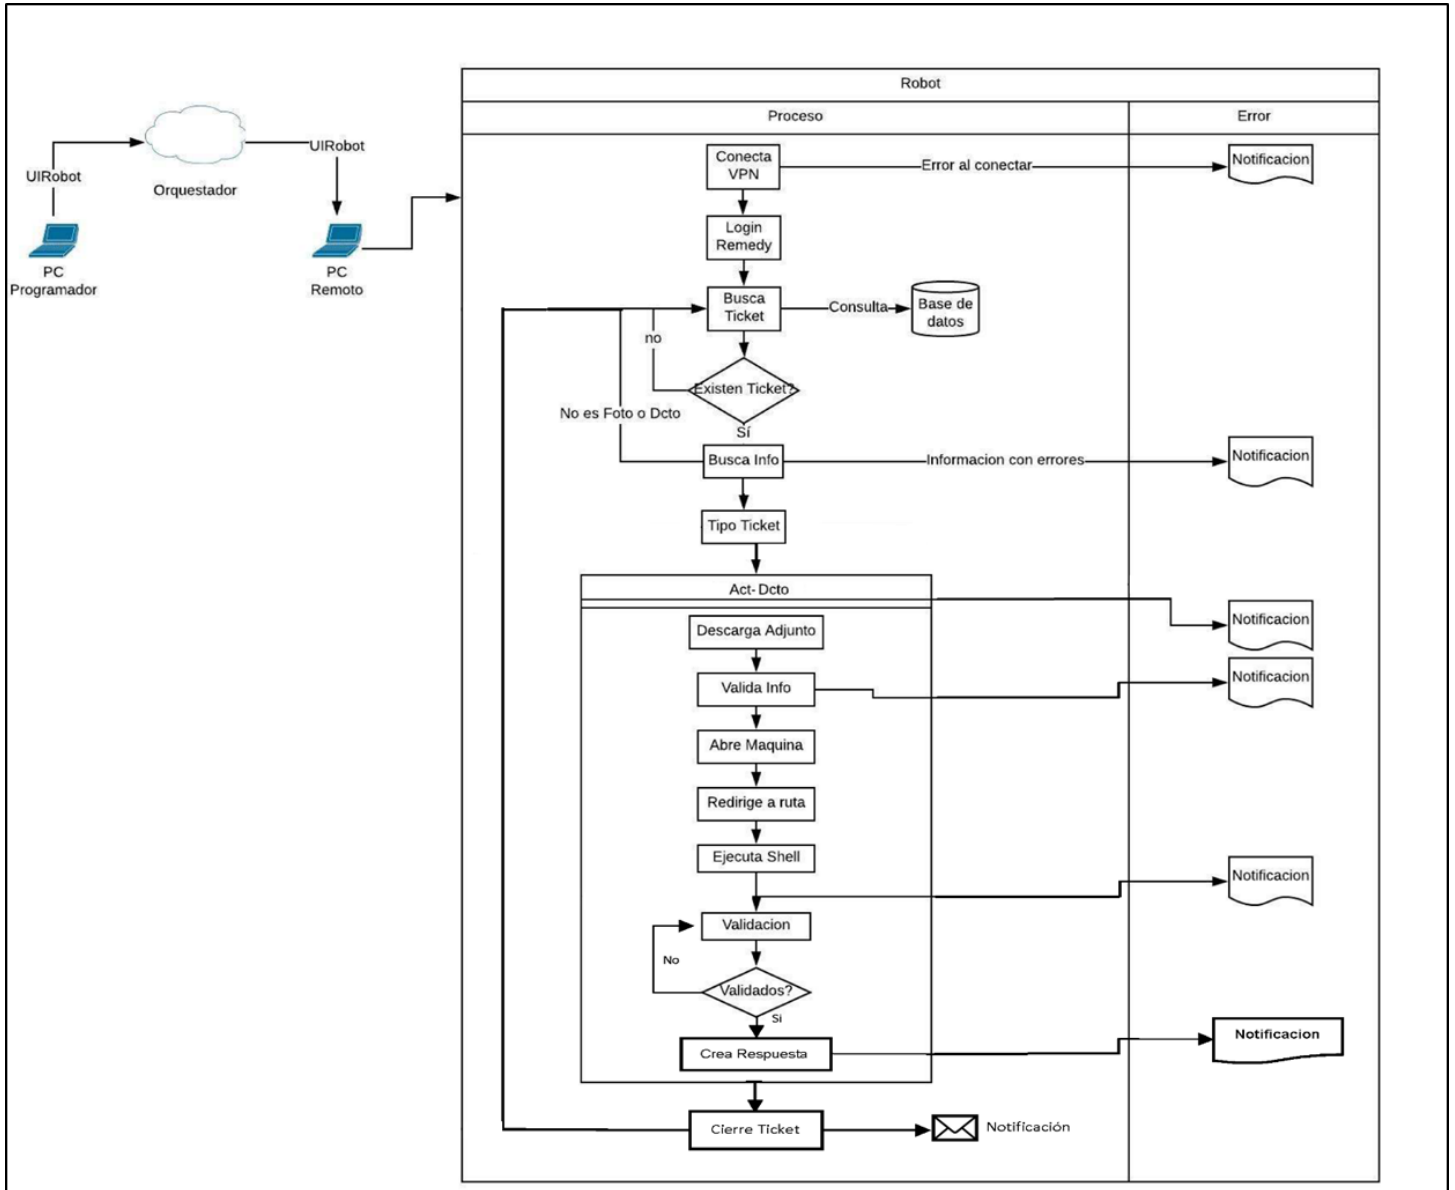 Robot
Proceso
Error
UIRobot
Orquestador
UIRobot
PC
Programador
PC
Remoto
Conecta
VPN
Error al conectar
Notificacion
Login
Remedy
Busca
Ticket
Consulta
Base de
datos
no
Existen Ticket?
No es Foto o Dcto
Sí
Busca Info
Informacion con errores
Notificacion
Tipo Ticket
Act- Dcto
Notificacion
Descarga Adjunto
Valida Info
Notificacion
Abre Maquina
Redirige a ruta
Ejecuta Shell
Notificacion
Validacion
No
Validados?
Si
Crea Respuesta
Notificacion
Cierre Ticket
Notificación